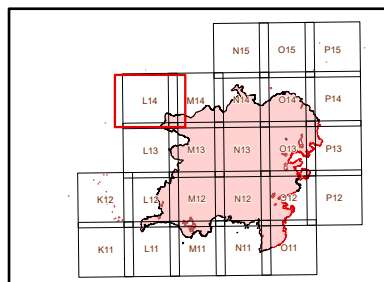 N15 O15 P15
L14 M14 N14 O14 P14
L13 M13 N13 O13 P13
K12 L12 M12 N12 O12 P12
K11 L11 M11 N11 O11